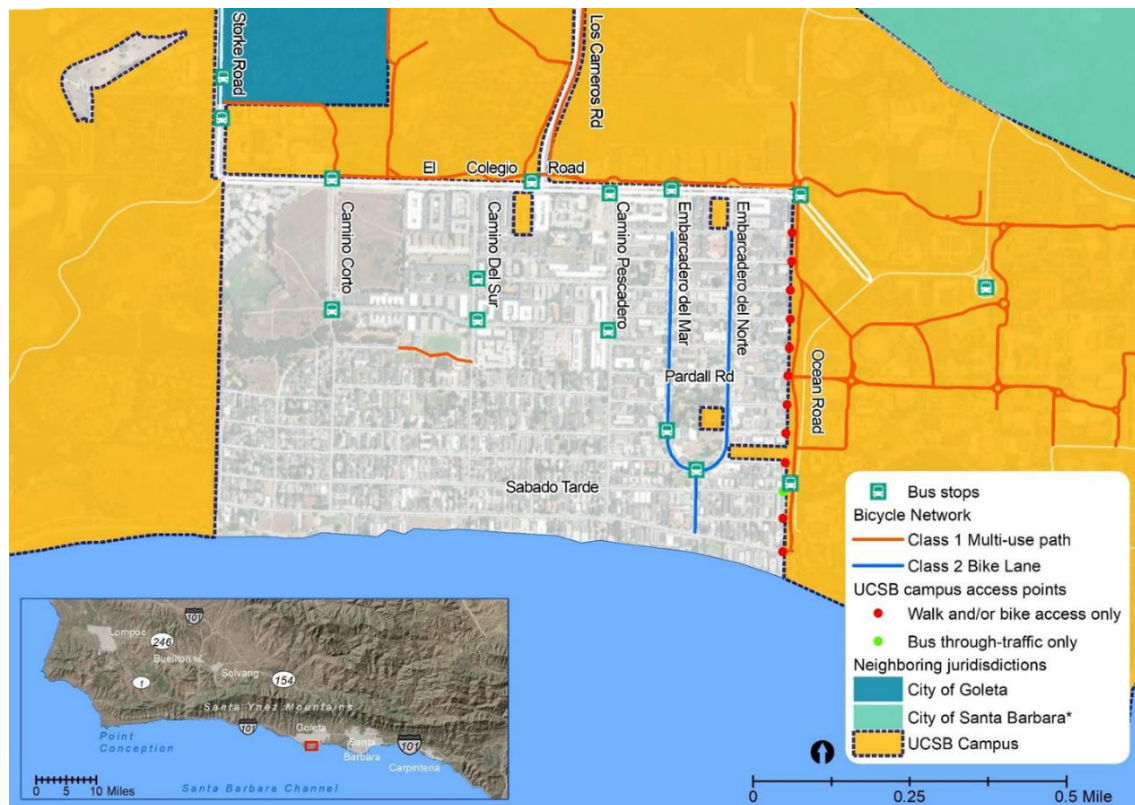 Storke Road
Los Carneros Rd
El Colegio Road
Camino Corto
Camino Del Sur
Camino Pescadero
Embarcadero del Mar
Embarcadero del Norte
Pardall Rd
Ocean Road
Sabado Tarde
Bus stops
Bicycle Network
Class 1 Multi-use path
Class 2 Bike Lane
UCSB campus access points
Walk and/or bike access only
Bus through-traffic only
Neighboring juridisdictions
City of Goleta
City of Santa Barbara*
UCSB Campus
0 0.25 0.5 Mile
101
Lompoc
246
Buellton
Solvang
154
1
Santa Ynez Mountains
101
Goleta
Point
Conception
Santa
Barbara
101
Carpinteria
0 5 10 Miles
Santa Barbara Channel